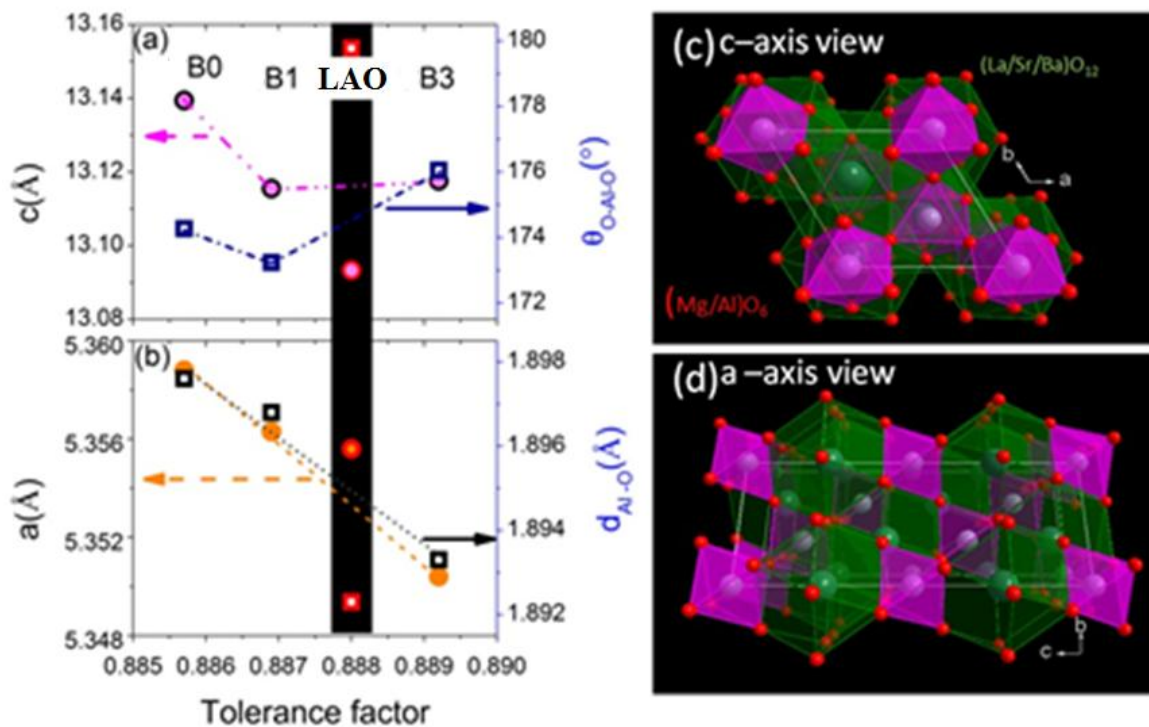 (a)
B0 B1 LAO B3
13.16
13.14
13.12
13.10
13.08
c(Å)
180
178
176
174
172
θO-Al-O(°)
(b)
5.360
5.356
5.352
5.348
a(Å)
1.898
1.896
1.894
1.892
dAl-O(Å)
0.885 0.886 0.887 0.888 0.889 0.890
Tolerance factor
(c) c–axis view
(La/Sr/Ba)O12
b
a
(Mg/Al)O6
(d) a –axis view
b
c